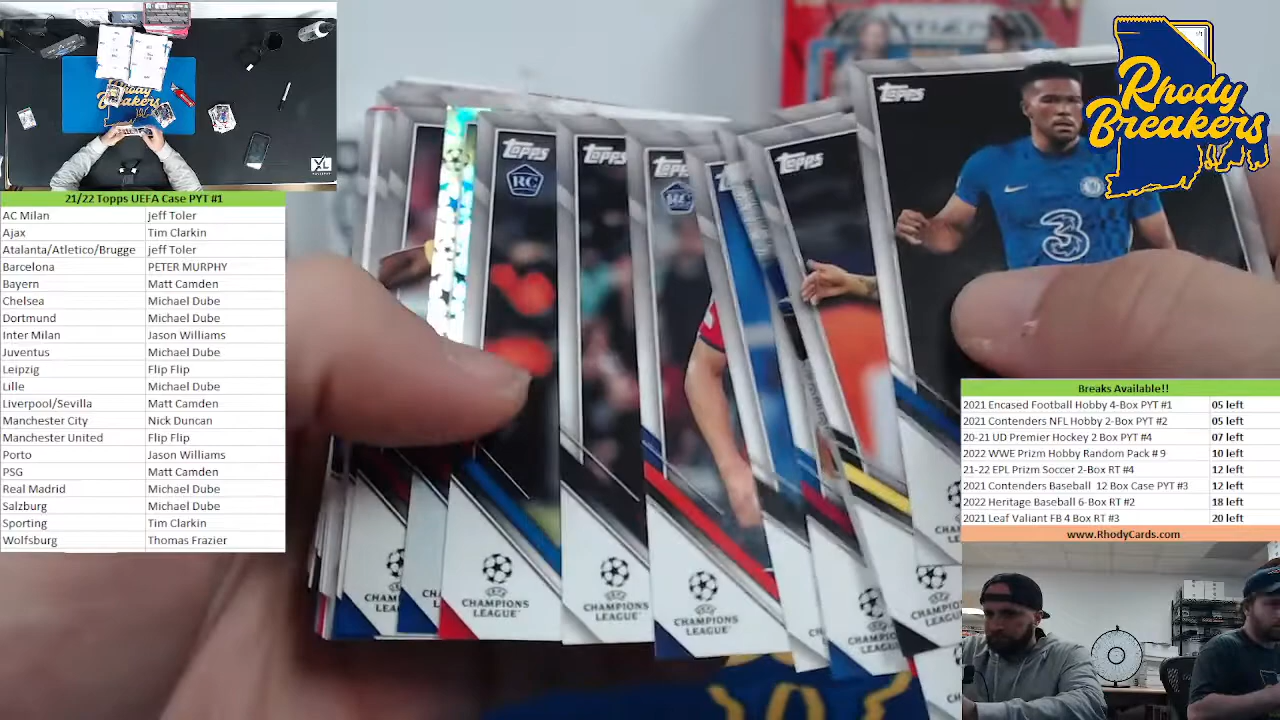 21/22 Topps UEFA Case PYT #1
AC Milan Jeff Toler
Ajax Tim Clarkin
Atalanta/Atletico/Brugge Jeff Toler
Barcelona PETER MURPHY
Bayern Matt Camden
Chelsea Michael Dube
Dortmund Michael Dube
Inter Milan Jason Williams
Juventus Michael Dube
Leipzig Flip Flip
Lille Michael Dube
Liverpool/Sevilla Matt Camden
Manchester City Nick Duncan
Manchester United Flip Flip
Porto Jason Williams
PSG Matt Camden
Real Madrid Michael Dube
Salzburg Michael Dube
Sporting Tim Clarkin
Wolfsburg Thomas Frazier
Rhody
Breakers
TOPPS
RC
TOPPS
TOPPS
TOPPS
3
UEFA
CHAMPIONS
LEAGUE
UEFA
CHAMPIONS
LEAGUE
UEFA
CHAMPIONS
LEAGUE
CHAMPIONS
LEAGUE
Rhody
Breakers
Breaks Available!!
2021 Encased Football Hobby 4-Box PYT #1 05 left
2021 Contenders NFL Hobby 2-Box PYT #2 05 left
20-21 UD Premier Hockey 2 Box PYT #4 07 left
2022 WWE Prizm Hobby Random Pack # 9 10 left
21-22 EPL Prizm Soccer 2-Box RT #4 12 left
2021 Contenders Baseball 12 Box Case PYT #3 12 left
2022 Heritage Baseball 6-Box RT #2 18 left
2021 Leaf Valiant FB 4 Box RT #3 20 left
www.RhodyCards.com